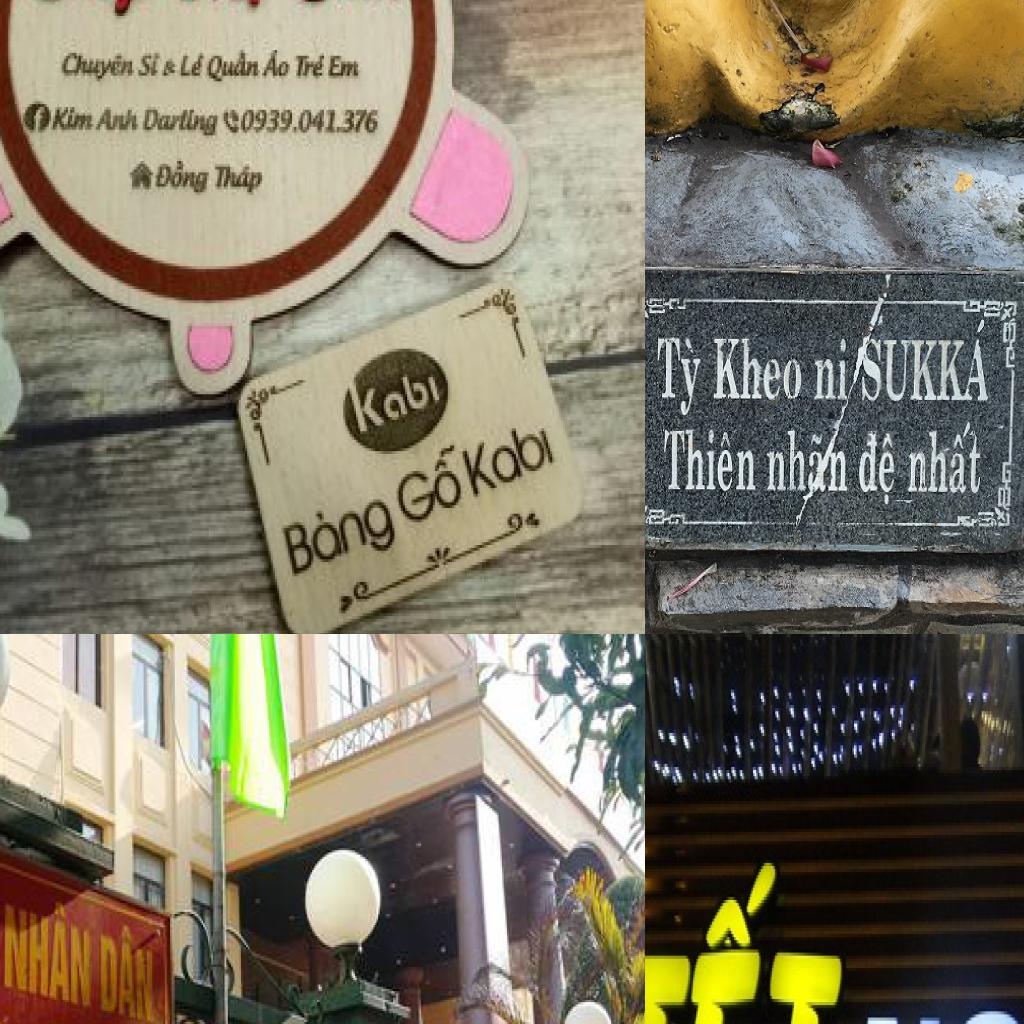 Chuyên Sỉ & Lẻ Quần Áo Trẻ Em
Kim Anh Darling 0939.041.376
Đồng Tháp
Kabi
Bảng Gỗ Kabi
Tỳ Kheo ni SUKKÁ
Thiên nhãn đệ nhất
NHÂN DÂN